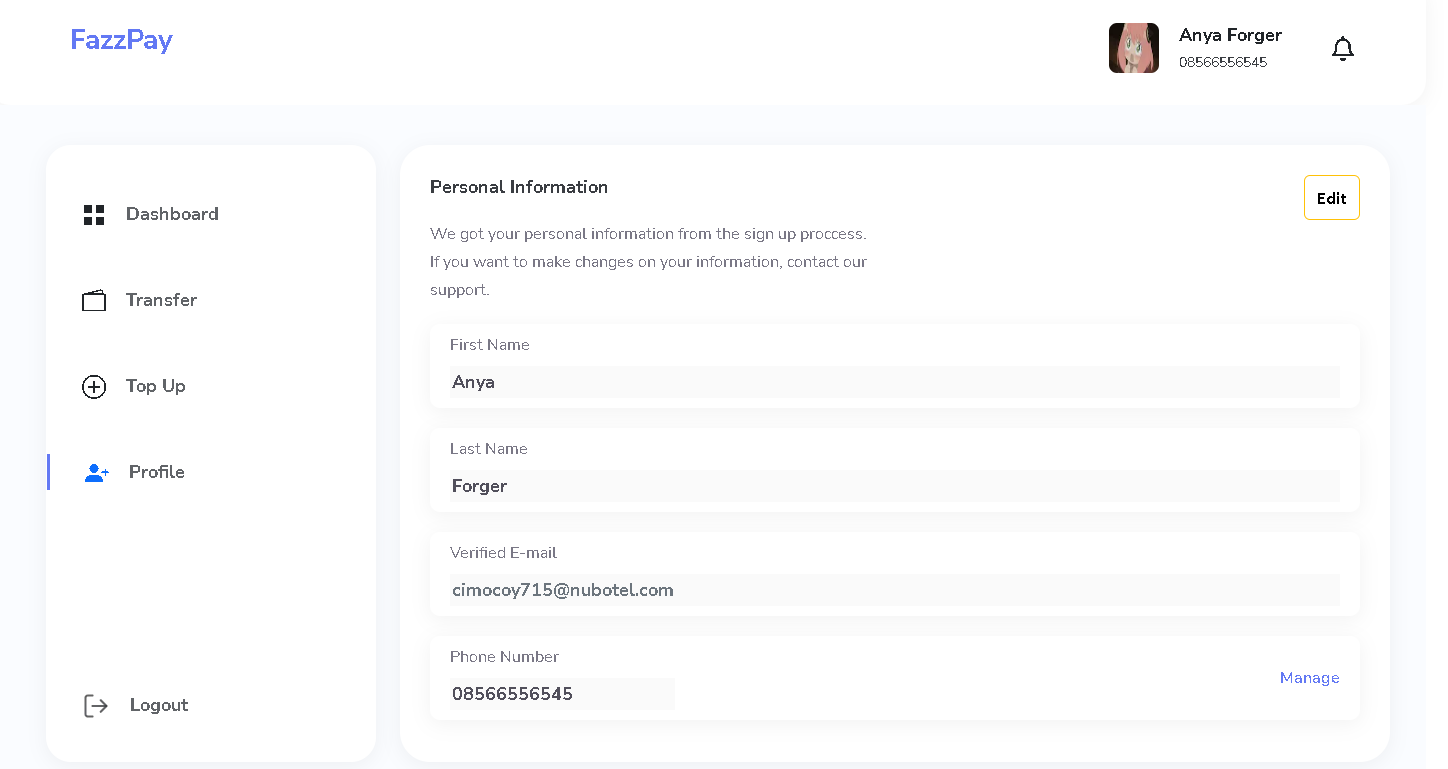 FazzPay
Anya Forger
08566556545
Dashboard
Transfer
Top Up
Profile
Logout
Personal Information
Edit
We got your personal information from the sign up proccess.
If you want to make changes on your information, contact our
support.
First Name
Anya
Last Name
Forger
Verified E-mail
cimocoy715@nubotel.com
Phone Number
08566556545
Manage